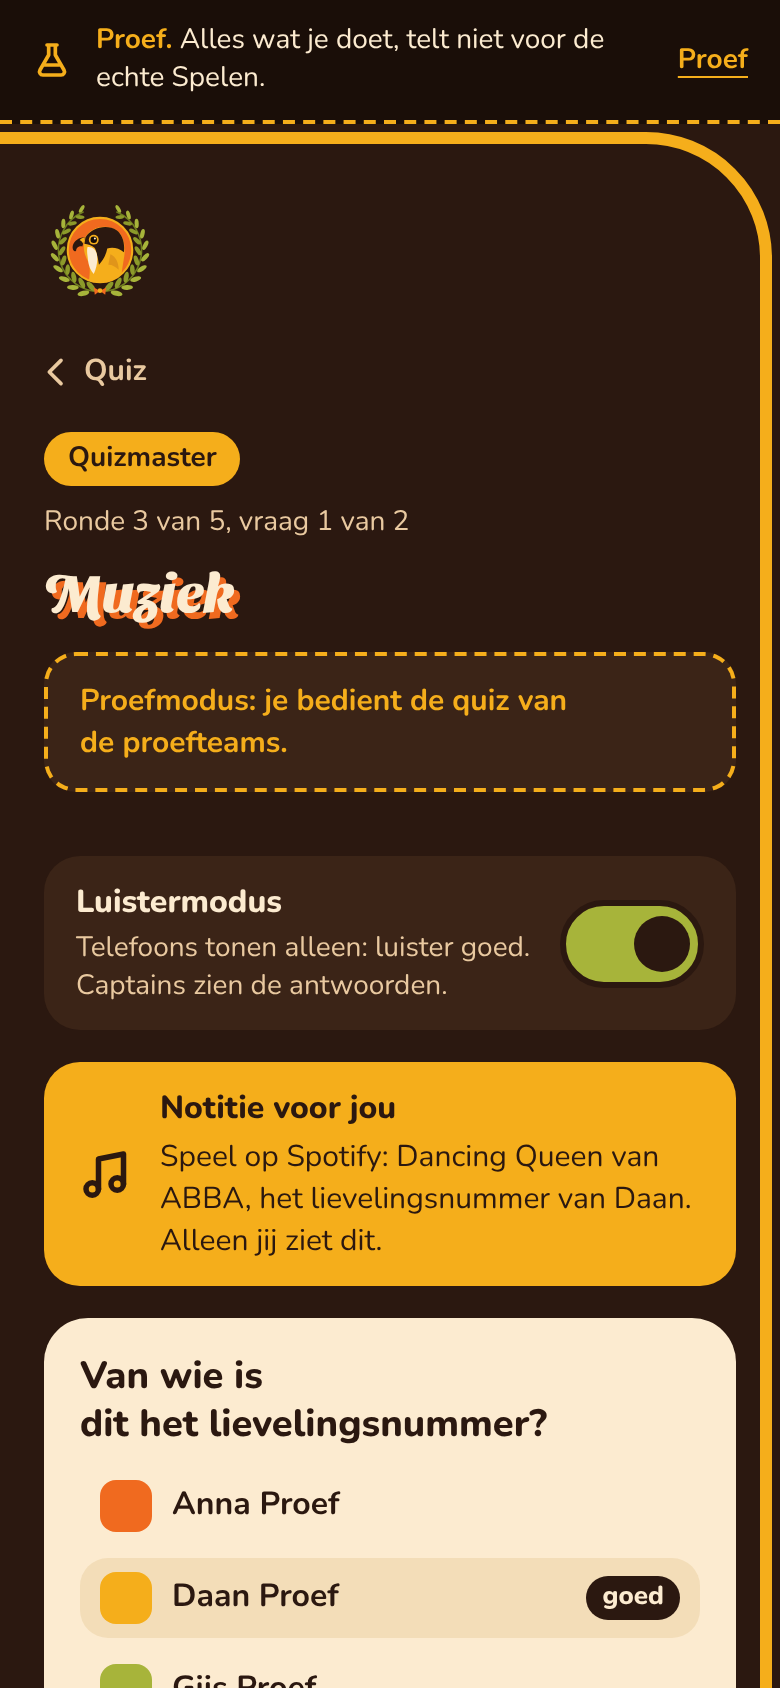 Proef. Alles wat je doet, telt niet voor de
echte Spelen.
Proef
Quiz
Quizmaster
Ronde 3 van 5, vraag 1 van 2
Muziek
Proefmodus: je bedient de quiz van
de proefteams.
Luistermodus
Telefoons tonen alleen: luister goed.
Captains zien de antwoorden.
Notitie voor jou
Speel op Spotify: Dancing Queen van
ABBA, het lievelingsnummer van Daan.
Alleen jij ziet dit.
Van wie is
dit het lievelingsnummer?
Anna Proef
Daan Proef
goed
Gijs Proef